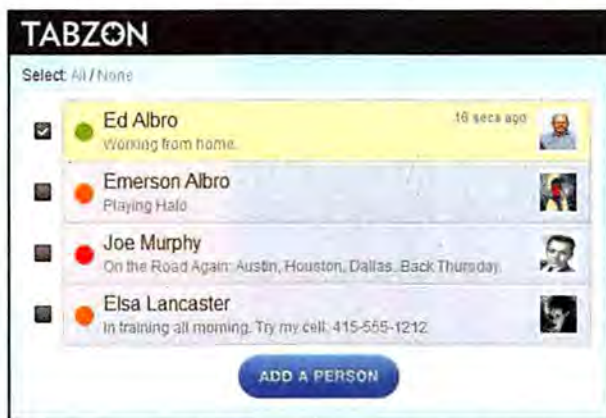 TABZON
Select: All / None
Ed Albro
16 secs ago
Working from home.
Emerson Albro
Playing Halo
Joe Murphy
On the Road Again: Austin, Houston, Dallas. Back Thursday.
Elsa Lancaster
In training all morning. Try my cell: 415-555-1212
ADD A PERSON